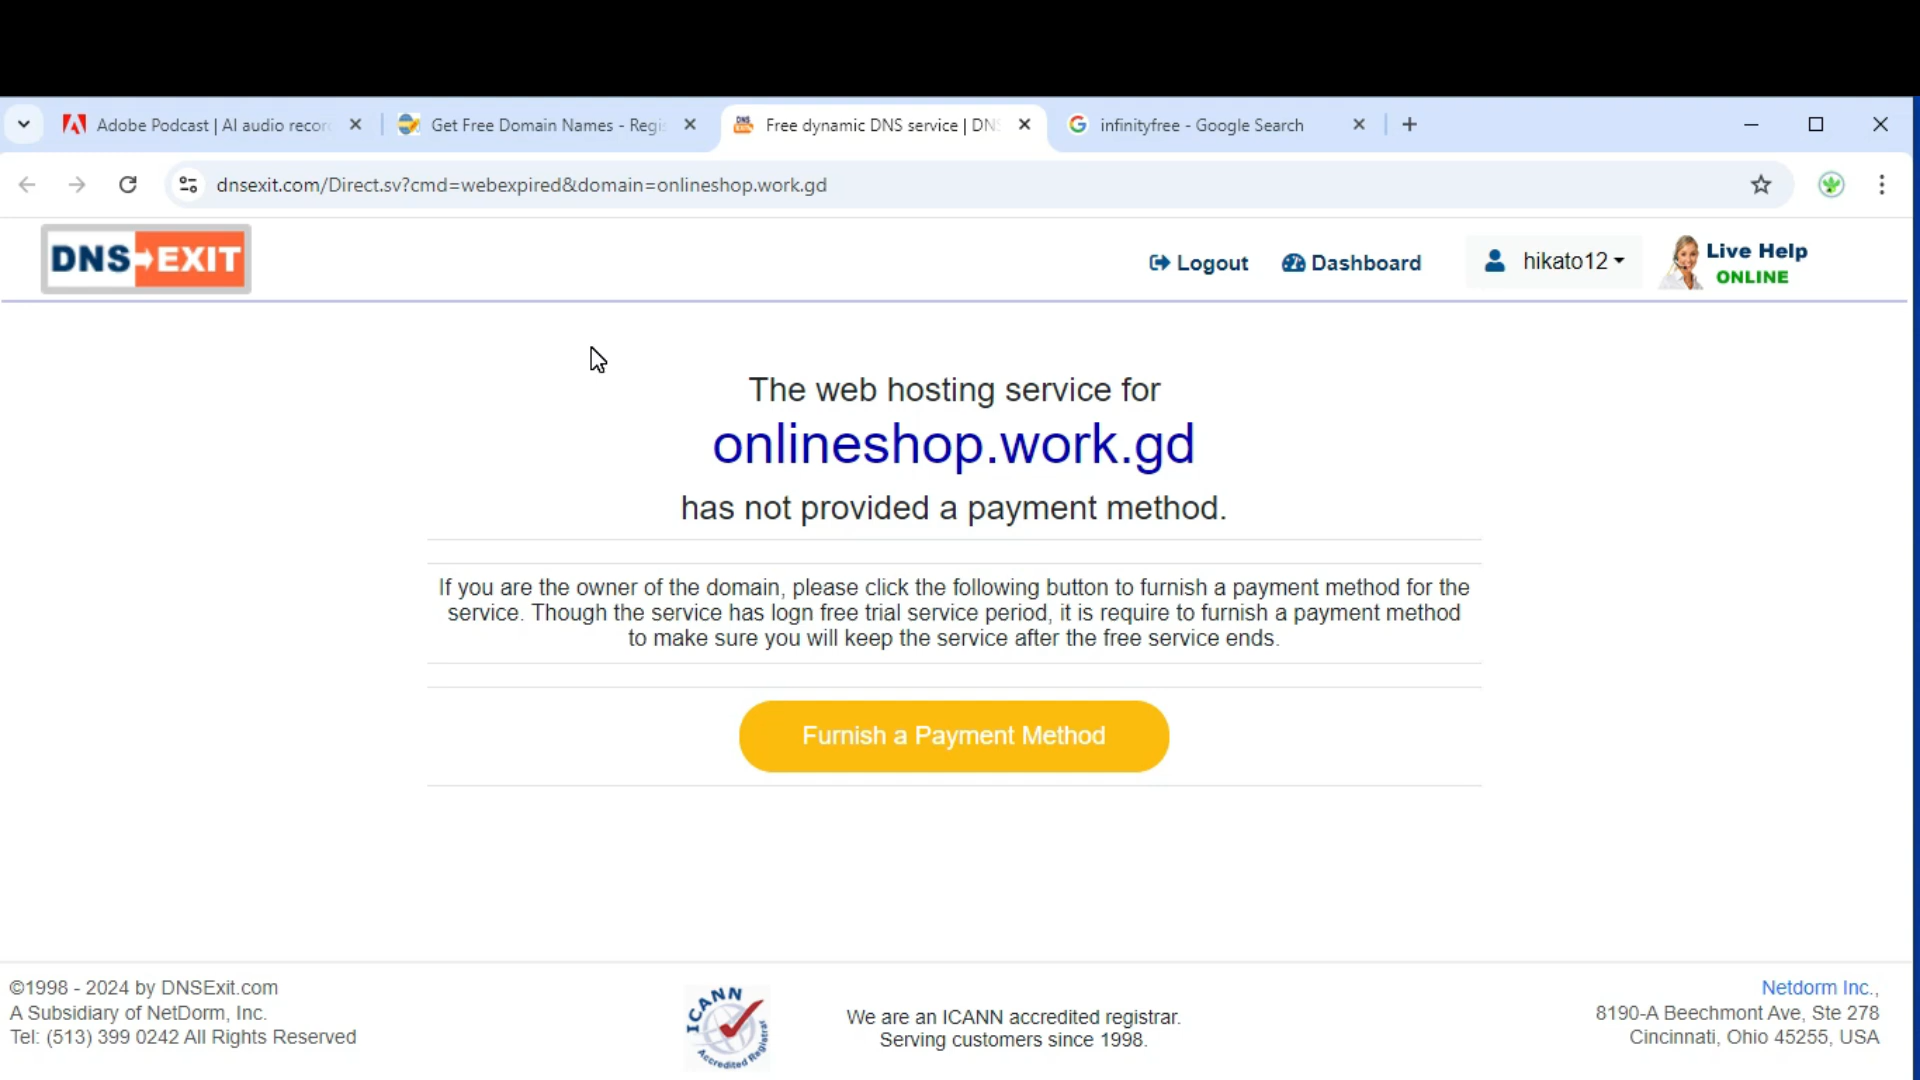 Adobe Podcast | AI audio recor
Get Free Domain Names - Regi
DNS EXIT
Free dynamic DNS service | DN
infinityfree - Google Search
dnsexit.com/Direct.sv?cmd=webexpired&domain=onlineshop.work.gd
DNS EXIT
Logout
Dashboard
hikato12
Live Help
ONLINE
The web hosting service for
onlineshop.work.gd
has not provided a payment method.
If you are the owner of the domain, please click the following button to furnish a payment method for the
service. Though the service has logn free trial service period, it is require to furnish a payment method
to make sure you will keep the service after the free service ends.
Furnish a Payment Method
©1998 - 2024 by DNSExit.com
A Subsidiary of NetDorm, Inc.
Tel: (513) 399 0242 All Rights Reserved
ICANN
Accredited Registrar
We are an ICANN accredited registrar.
Serving customers since 1998.
Netdorm Inc.,
8190-A Beechmont Ave, Ste 278
Cincinnati, Ohio 45255, USA